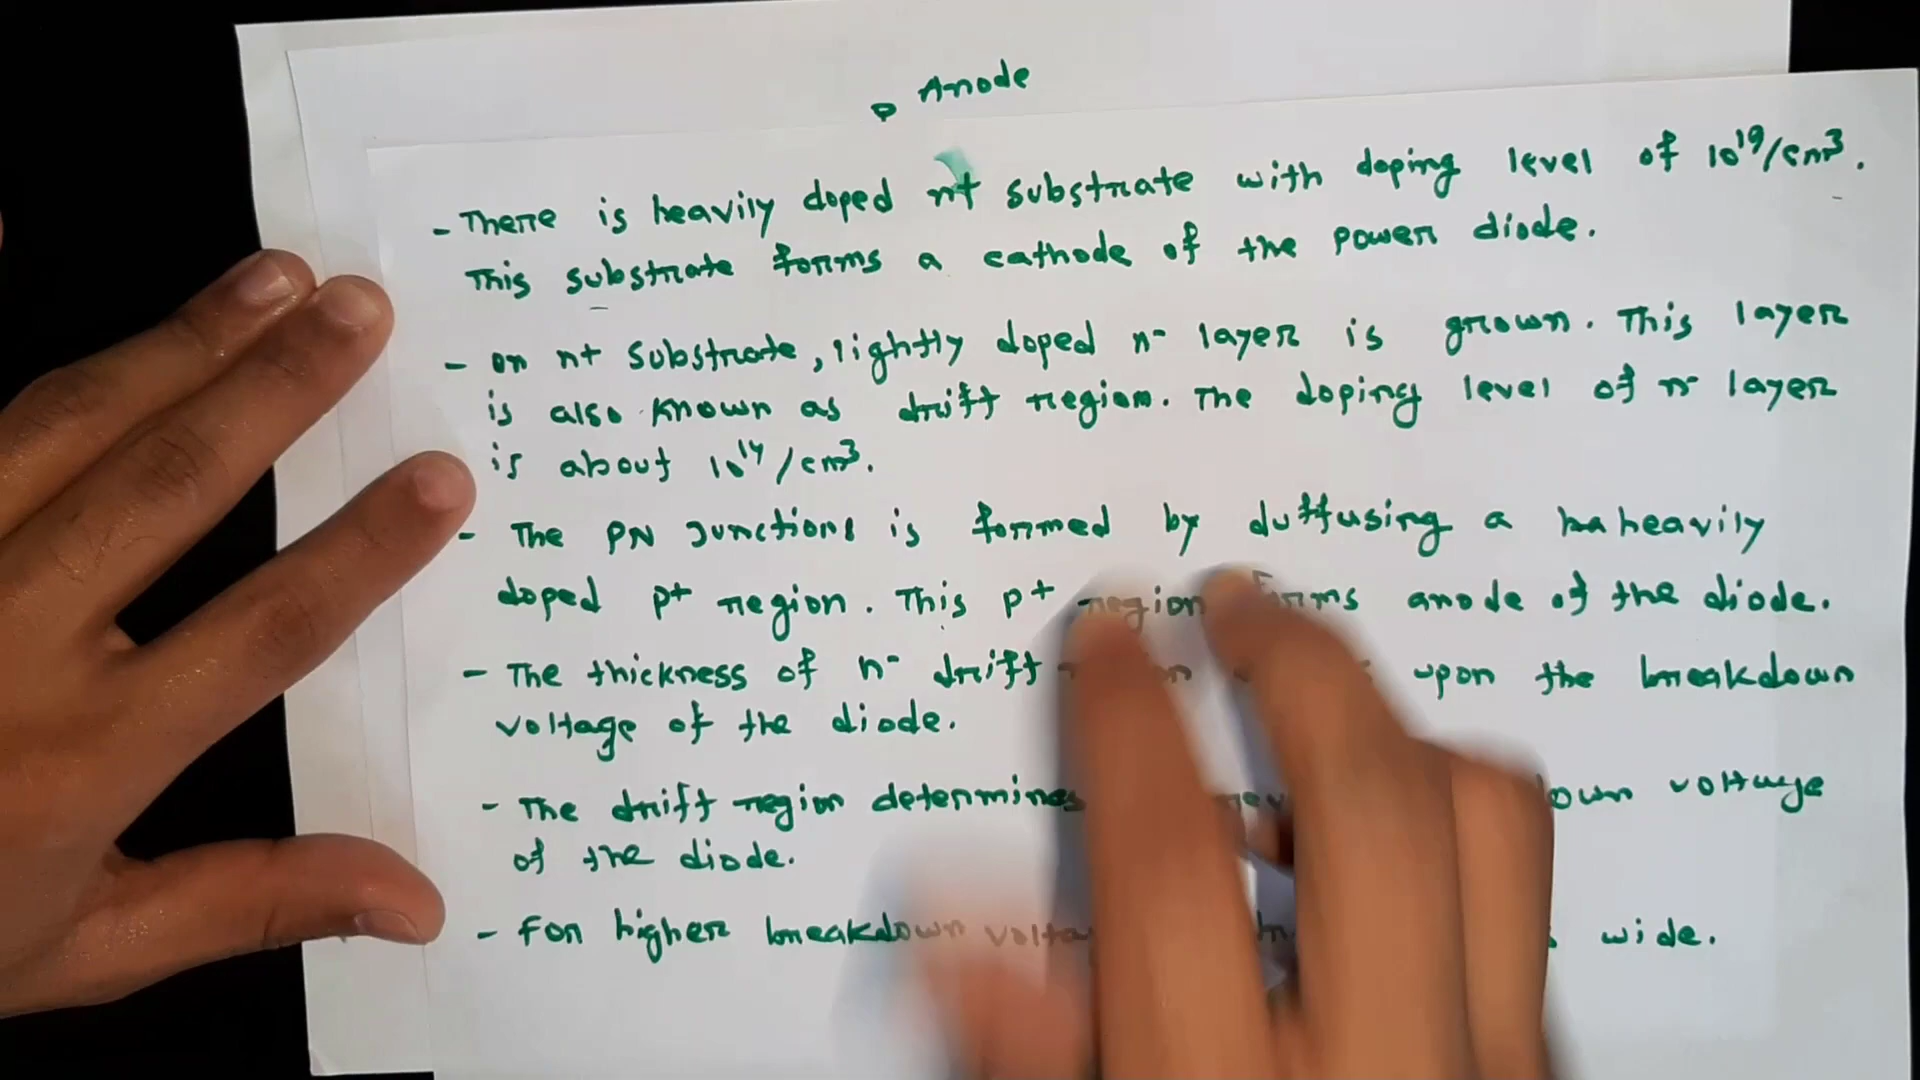 Anode
- There is heavily doped n+ substrate with doping level of 10¹⁹/cm³.
This substrate forms a cathode of the power diode.
- on n+ substrate, lightly doped n- layer is grown. This layer
is also known as drift region. The doping level of n- layer
is about 10¹⁴/cm³.
- The PN Junctions is formed by duffusing a ha heavily
doped p+ region. This p+ region forms anode of the diode.
- The thickness of n- drift upon the breakdown
voltage of the diode.
- The drift region determines voltage
of the diode.
- For higher breakdown wide.